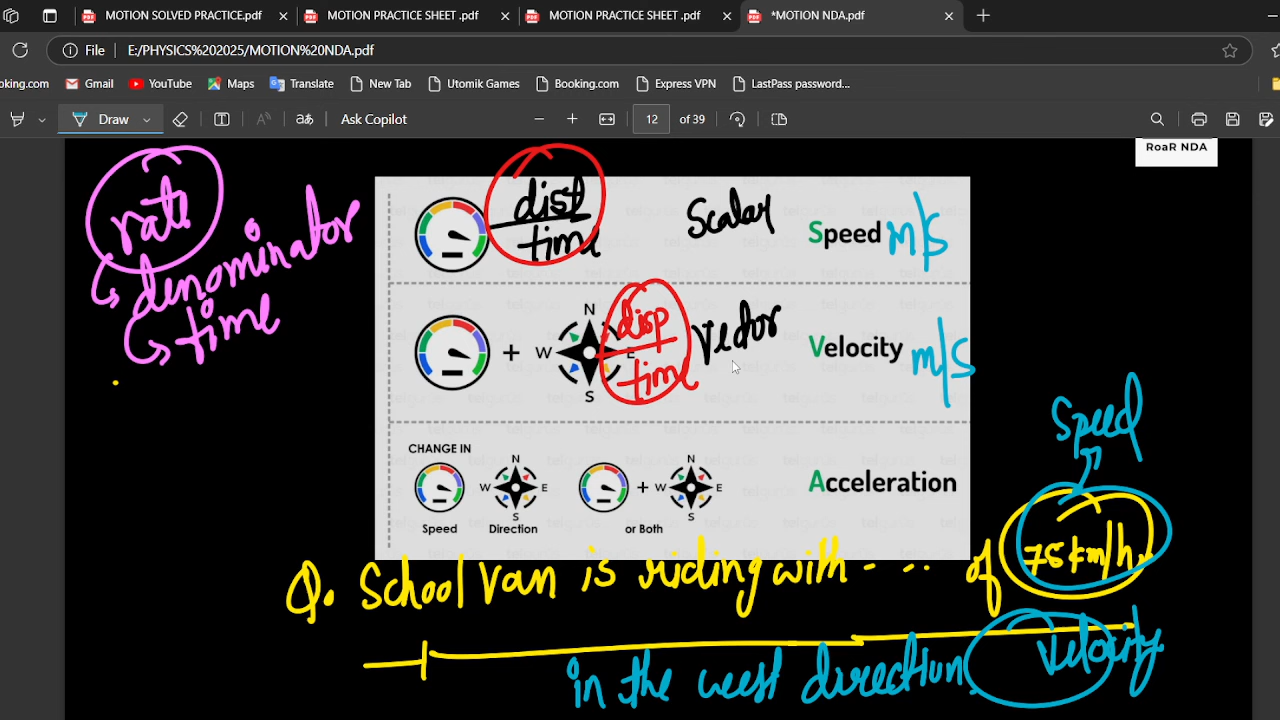 MOTION SOLVED PRACTICE.pdf
MOTION PRACTICE SHEET .pdf
MOTION PRACTICE SHEET .pdf
*MOTION NDA.pdf
File
E:/PHYSICS%202025/MOTION%20NDA.pdf
ooking.com
Gmail
YouTube
Maps
Translate
New Tab
Utomik Games
Booking.com
Express VPN
LastPass password...
Draw
Ask Copilot
12 of 39
RoaR NDA
rate
denominator
time
dist
time
Scalar
Speed m/s
N
W
E
S
disp
time
Vector
Velocity m/s
CHANGE IN
N
W E
S
Speed
Direction
N
W E
S
or Both
Acceleration
Speed
Q. School Van is riding with - - - of 75 km/h
in the west direction. velocity